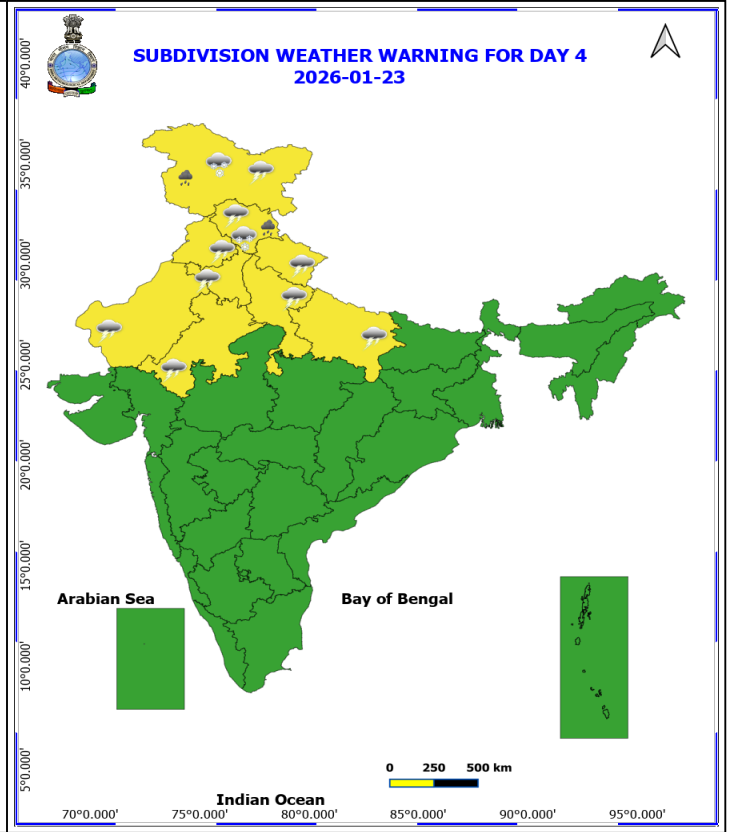 SUBDIVISION WEATHER WARNING FOR DAY 4
2026-01-23
40°0.000'
35°0.000'
30°0.000'
25°0.000'
20°0.000'
15°0.000'
10°0.000'
5°0.000'
Arabian Sea
Bay of Bengal
0 250 500 km
Indian Ocean
70°0.000' 75°0.000' 80°0.000' 85°0.000' 90°0.000' 95°0.000'